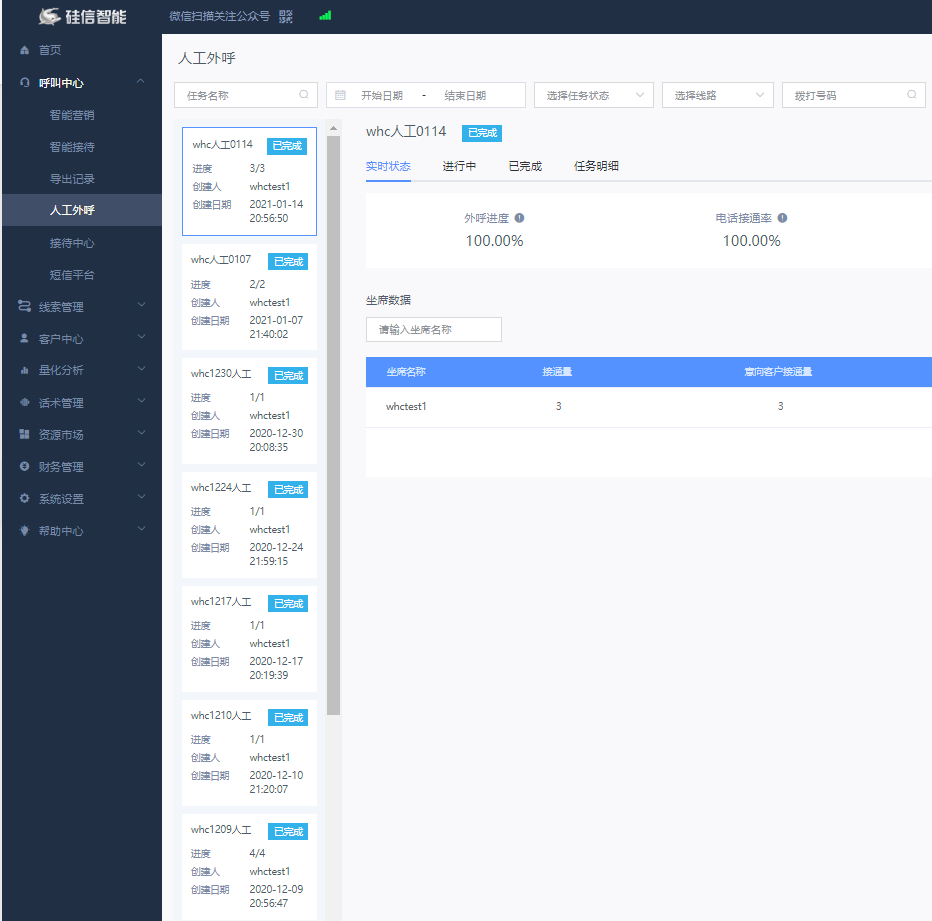 硅信智能
微信扫描关注公众号
首页
呼叫中心
智能营销
智能接待
导出记录
人工外呼
接待中心
短信平台
线索管理
客户中心
量化分析
话术管理
资源市场
财务管理
系统设置
帮助中心
人工外呼
任务名称
开始日期 - 结束日期
选择任务状态
选择线路
拨打号码
whc人工0114 已完成
进度 3/3
创建人 whctest1
创建日期 2021-01-14
20:56:50
whc人工0107 已完成
进度 2/2
创建人 whctest1
创建日期 2021-01-07
21:40:02
whc1230人工 已完成
进度 1/1
创建人 whctest1
创建日期 2020-12-30
20:08:35
whc1224人工 已完成
进度 1/1
创建人 whctest1
创建日期 2020-12-24
21:59:15
whc1217人工 已完成
进度 1/1
创建人 whctest1
创建日期 2020-12-17
20:19:39
whc1210人工 已完成
进度 1/1
创建人 whctest1
创建日期 2020-12-10
21:20:07
whc1209人工 已完成
进度 4/4
创建人 whctest1
创建日期 2020-12-09
20:56:47
whc人工0114 已完成
实时状态 进行中 已完成 任务明细
外呼进度 电话接通率
100.00% 100.00%
坐席数据
请输入坐席名称
坐席名称 接通量 意向客户接通量
whctest1 3 3